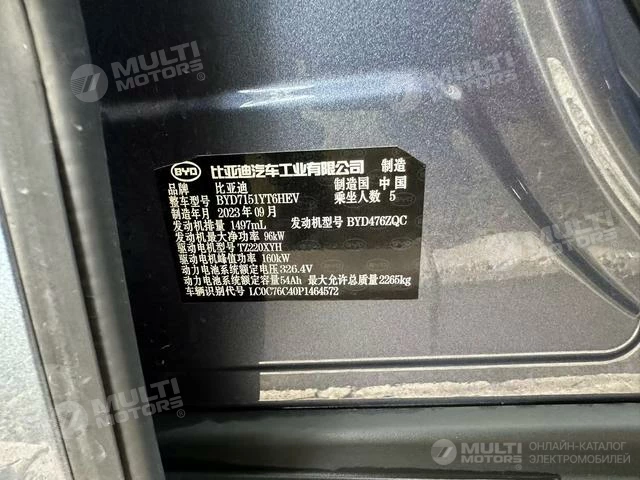 MULTI
MOTORS
MULTI
MOTORS
BYD 比亚迪汽车工业有限公司 制造
品牌 比亚迪 制造国 中国
整车型号 BYD7151YT6HEV 乘坐人数 5
制造年月 2023年09月
发动机排量 1497mL 发动机型号 BYD476ZQC
发动机最大净功率 96kW
驱动电机型号 TZ220XYH
驱动电机峰值功率 160kW
动力电池系统额定电压 326.4V
动力电池系统额定容量 54Ah 最大允许总质量 2265kg
车辆识别代号 LC0C76C40P1464572
MULTI
MOTORS
MULTI
MOTORS
ОНЛАЙН-КАТАЛОГ
ЭЛЕКТРОМОБИЛЕЙ